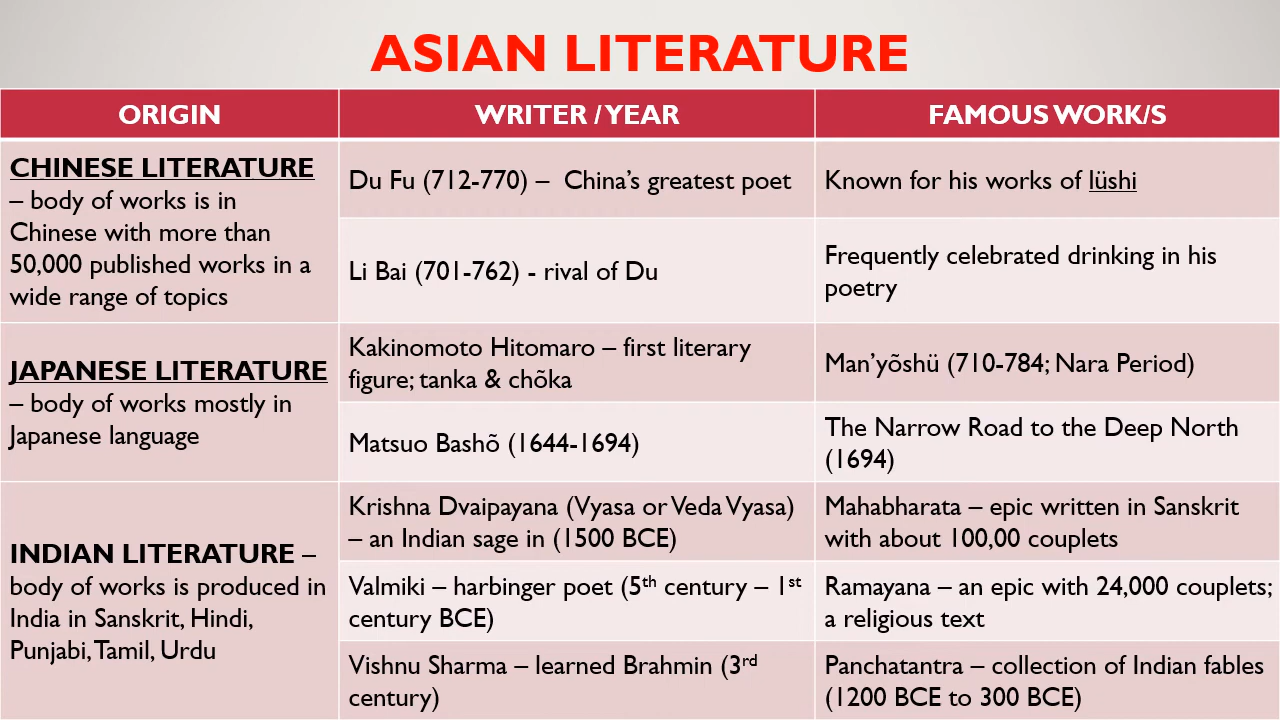 ASIAN LITERATURE
ORIGIN
WRITER / YEAR
FAMOUS WORK/S
CHINESE LITERATURE
– body of works is in
Chinese with more than
50,000 published works in a
wide range of topics
Du Fu (712-770) – China's greatest poet
Known for his works of lüshi
Li Bai (701-762) - rival of Du
Frequently celebrated drinking in his
poetry
JAPANESE LITERATURE
– body of works mostly in
Japanese language
Kakinomoto Hitomaro – first literary
figure; tanka & chõka
Man'yõshü (710-784; Nara Period)
Matsuo Bashõ (1644-1694)
The Narrow Road to the Deep North
(1694)
INDIAN LITERATURE –
body of works is produced in
India in Sanskrit, Hindi,
Punjabi, Tamil, Urdu
Krishna Dvaipayana (Vyasa or Veda Vyasa)
– an Indian sage in (1500 BCE)
Mahabharata – epic written in Sanskrit
with about 100,00 couplets
Valmiki – harbinger poet (5th century – 1st
century BCE)
Ramayana – an epic with 24,000 couplets;
a religious text
Vishnu Sharma – learned Brahmin (3rd
century)
Panchatantra – collection of Indian fables
(1200 BCE to 300 BCE)